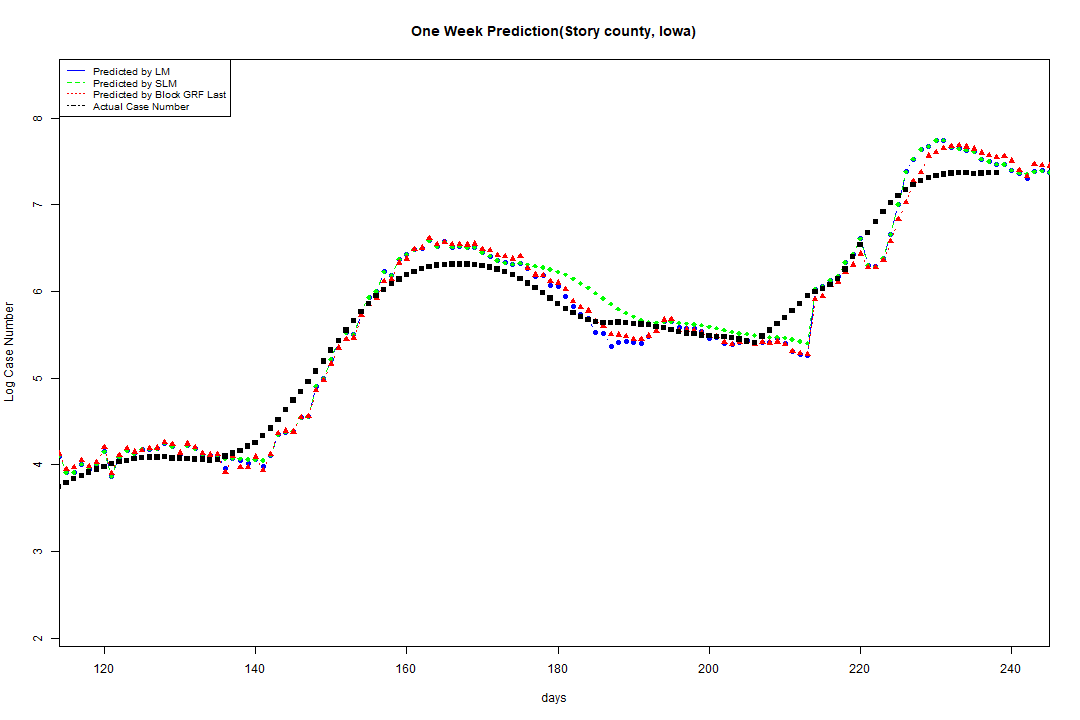 One Week Prediction(Story county, Iowa)
Predicted by LM
Predicted by SLM
Predicted by Block GRF Last
Actual Case Number
8
7
6
5
4
3
2
Log Case Number
120 140 160 180 200 220 240
days